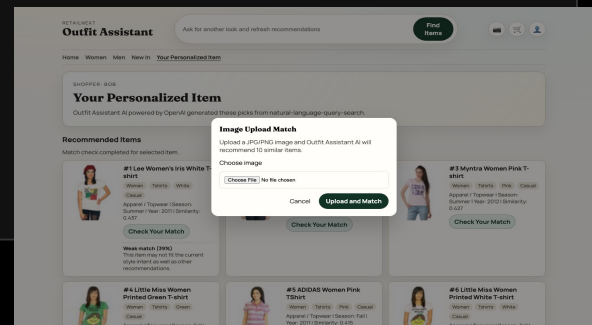 RETAILNEXT
Outfit Assistant
Ask for another look and refresh recommendations
Find
Items
Home Women Men New in Your Personalized Item
SHOPPER: BOB
Your Personalized Item
Outfit Assistant AI powered by OpenAI generated these picks from natural-language-query-search.
Recommended Items
Match check completed for selected item.
Image Upload Match
Upload a JPG/PNG image and Outfit Assistant AI will
recommend 10 similar items.
Choose image
Choose File No file chosen
Cancel Upload and Match
#1 Lee Women's Iris White T-
shirt
Women Tshirts White
Casual
Apparel / Topwear | Season:
Summer | Year: 2011 | Similarity:
0.457
Check Your Match
Weak match (39%)
This item may not fit the current
style intent as well as other
recommendations.
Check Your Match
#3 Myntra Women Pink T-
shirt
Women Tshirts Pink Casual
Apparel / Topwear | Season:
Summer | Year: 2012 | Similarity:
0.427
Check Your Match
#4 Little Miss Women
Printed Green T-shirt
Women Tshirts Green
Casual
#5 ADIDAS Women Pink
TShirt
Women Tshirts Pink Casual
Apparel / Topwear | Season: Fall |
Year: 2011 | Similarity: 0.415
#6 Little Miss Women
Printed White T-shirt
Women Tshirts White
Casual